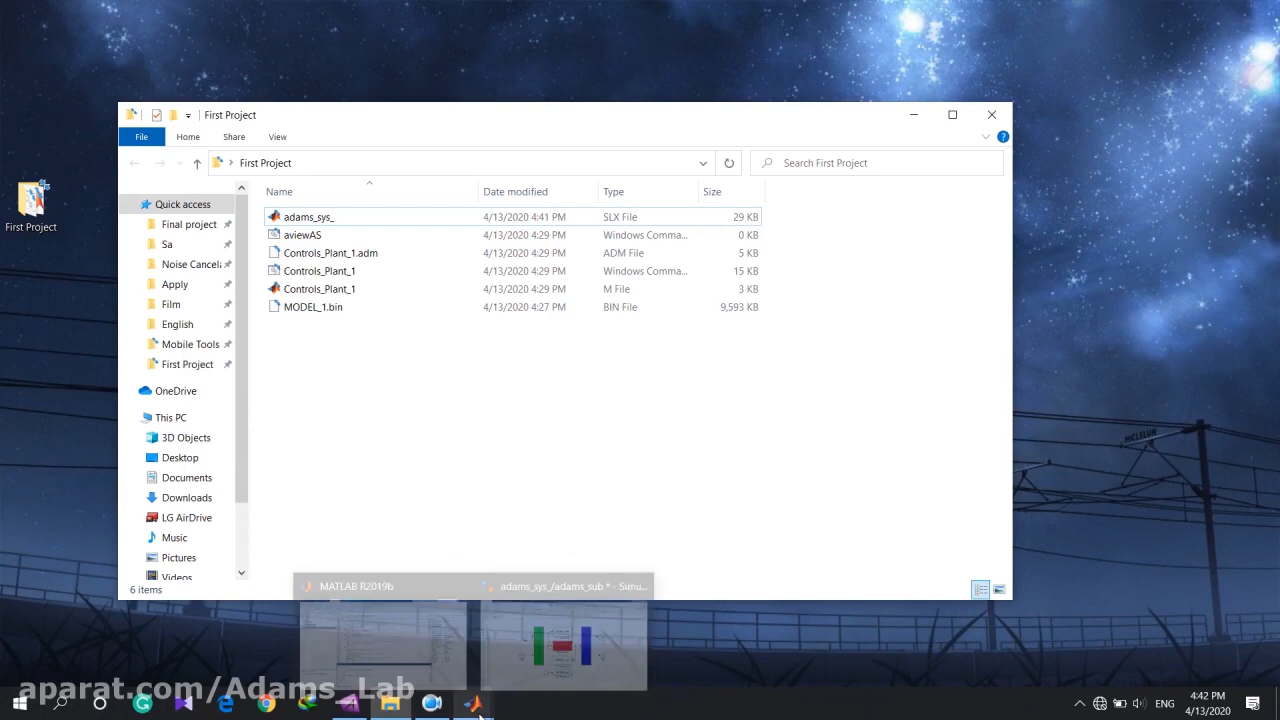 First Project
File
Home
Share
View
First Project
Search First Project
Name
Date modified
Type
Size
Quick access
Final project
Sa
Noise Cancela
Apply
Film
English
Mobile Tools
First Project
OneDrive
This PC
3D Objects
Desktop
Documents
Downloads
LG AirDrive
Music
Pictures
Videos
adams_sys_ 4/13/2020 4:41 PM SLX File 29 KB
aviewAS 4/13/2020 4:29 PM Windows Comma... 0 KB
Controls_Plant_1.adm 4/13/2020 4:29 PM ADM File 5 KB
Controls_Plant_1 4/13/2020 4:29 PM Windows Comma... 15 KB
Controls_Plant_1 4/13/2020 4:29 PM M File 3 KB
MODEL_1.bin 4/13/2020 4:27 PM BIN File 9,593 KB
6 items
First Project
MATLAB R2019b
adams_sys_/adams_sub * - Simu...
aparat.com/Adams_Lab
ENG
4:42 PM
4/13/2020